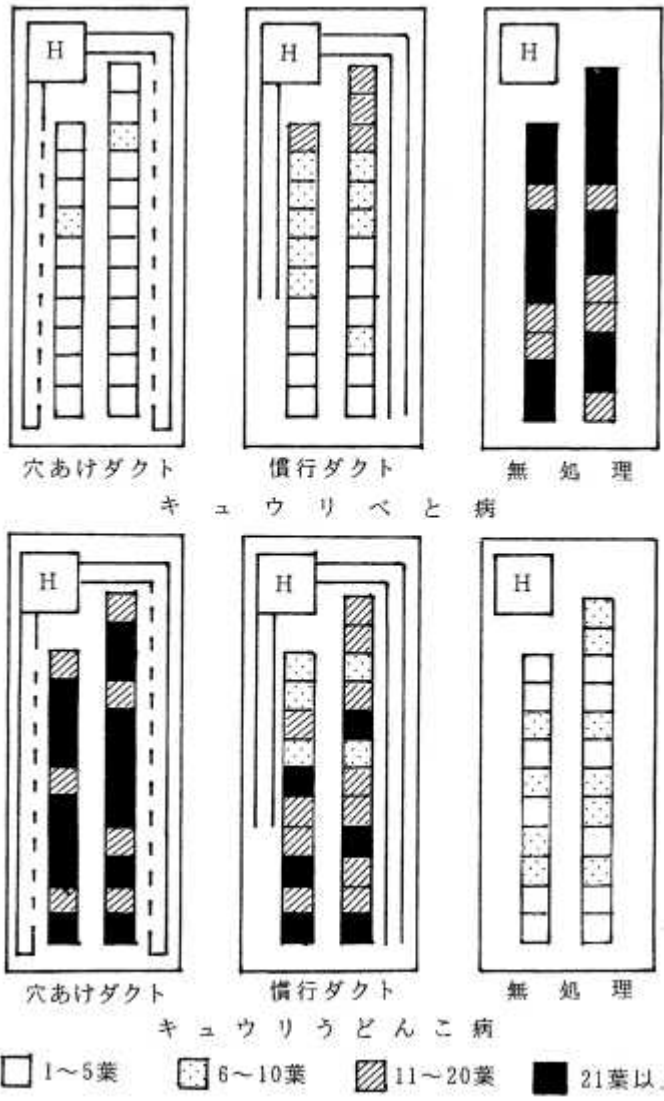 H H H
穴あけダクト 慣行ダクト 無処理
キュウリべと病
H H H
穴あけダクト 慣行ダクト 無処理
キュウリうどんこ病
1～5葉 6～10葉 11～20葉 21葉以